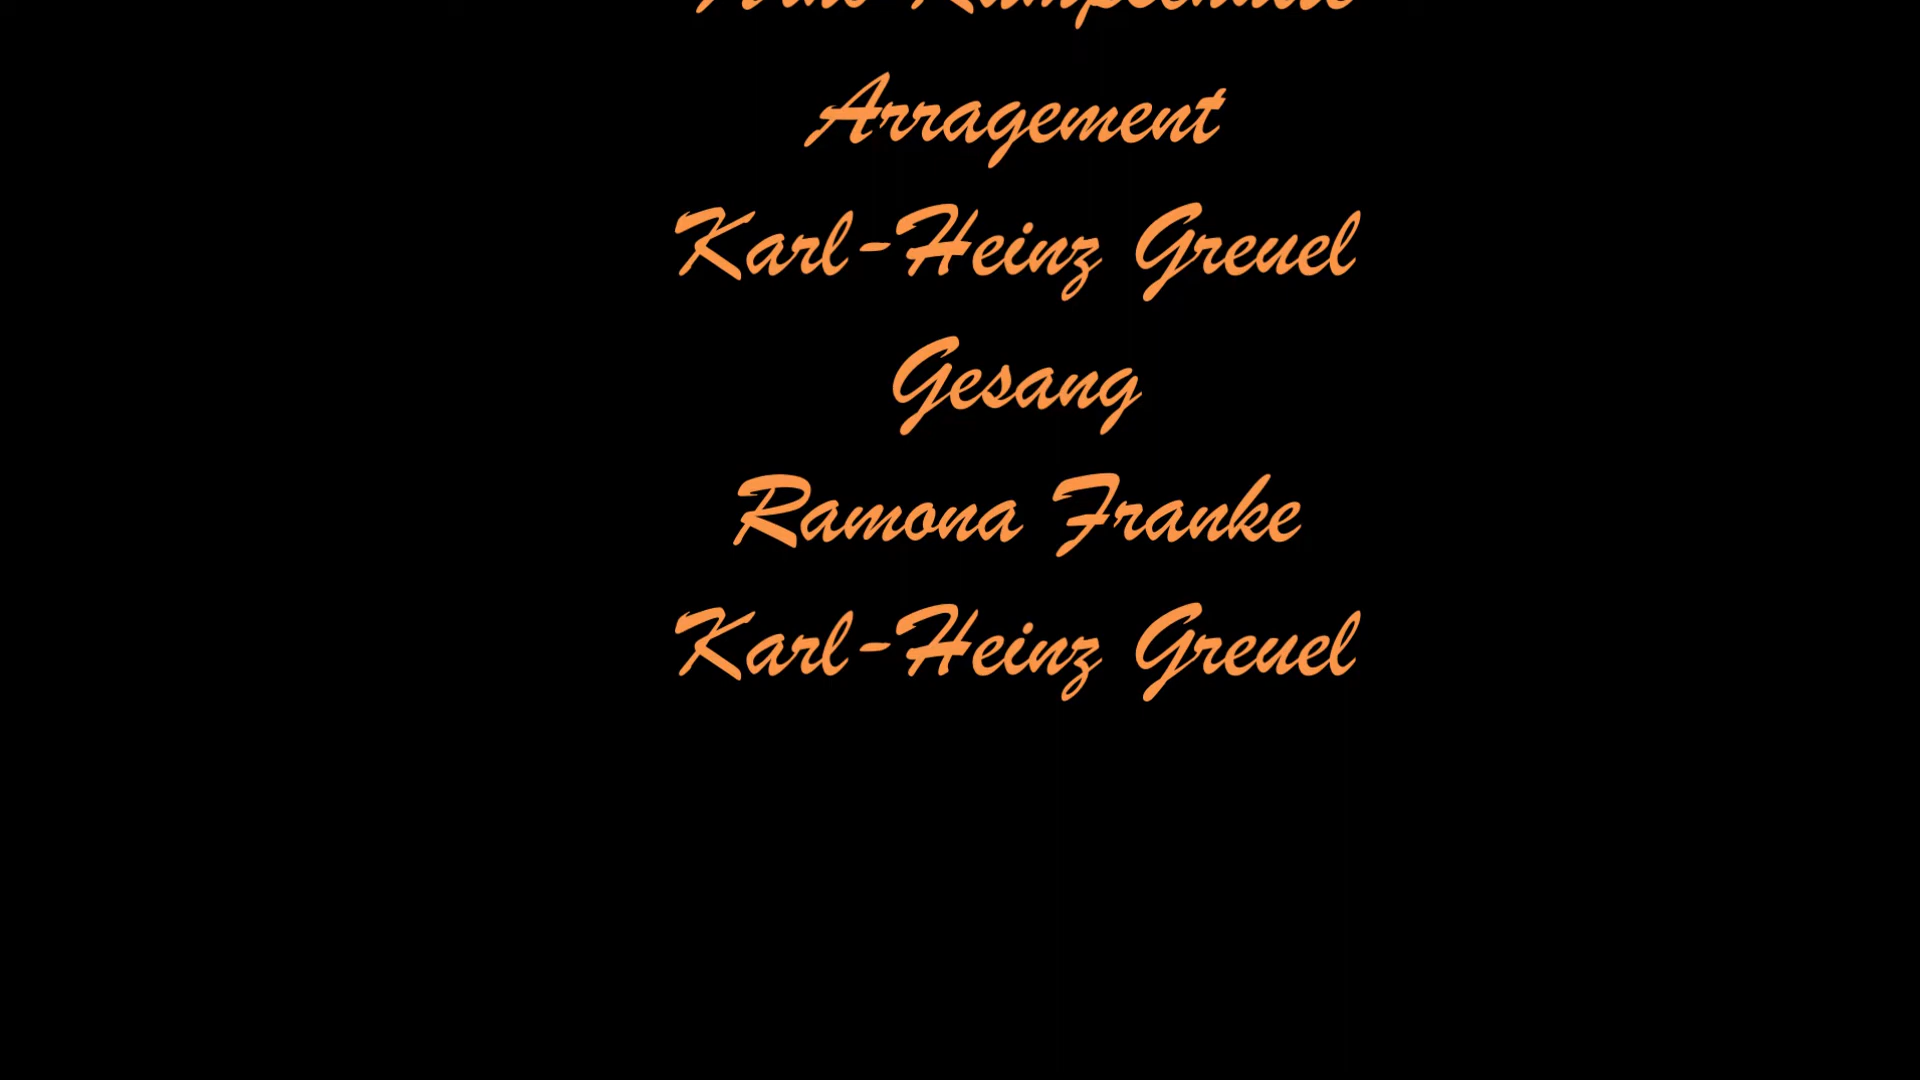 Arragement
Karl-Heinz Greuel
Gesang
Ramona Franke
Karl-Heinz Greuel